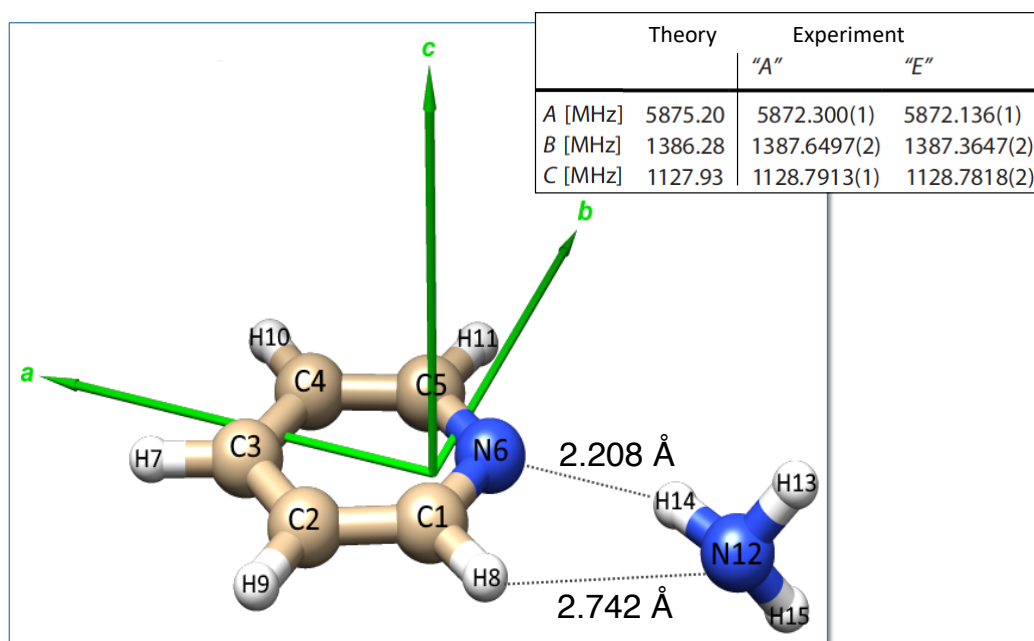 Theory Experiment
"A" "E"
A [MHz] 5875.20 5872.300(1) 5872.136(1)
B [MHz] 1386.28 1387.6497(2) 1387.3647(2)
C [MHz] 1127.93 1128.7913(1) 1128.7818(2)
c
b
a
H10
H11
C4
C5
C3
N6
H7
2.208 Å
H14
H13
C2
C1
N12
H9
H8
2.742 Å
H15